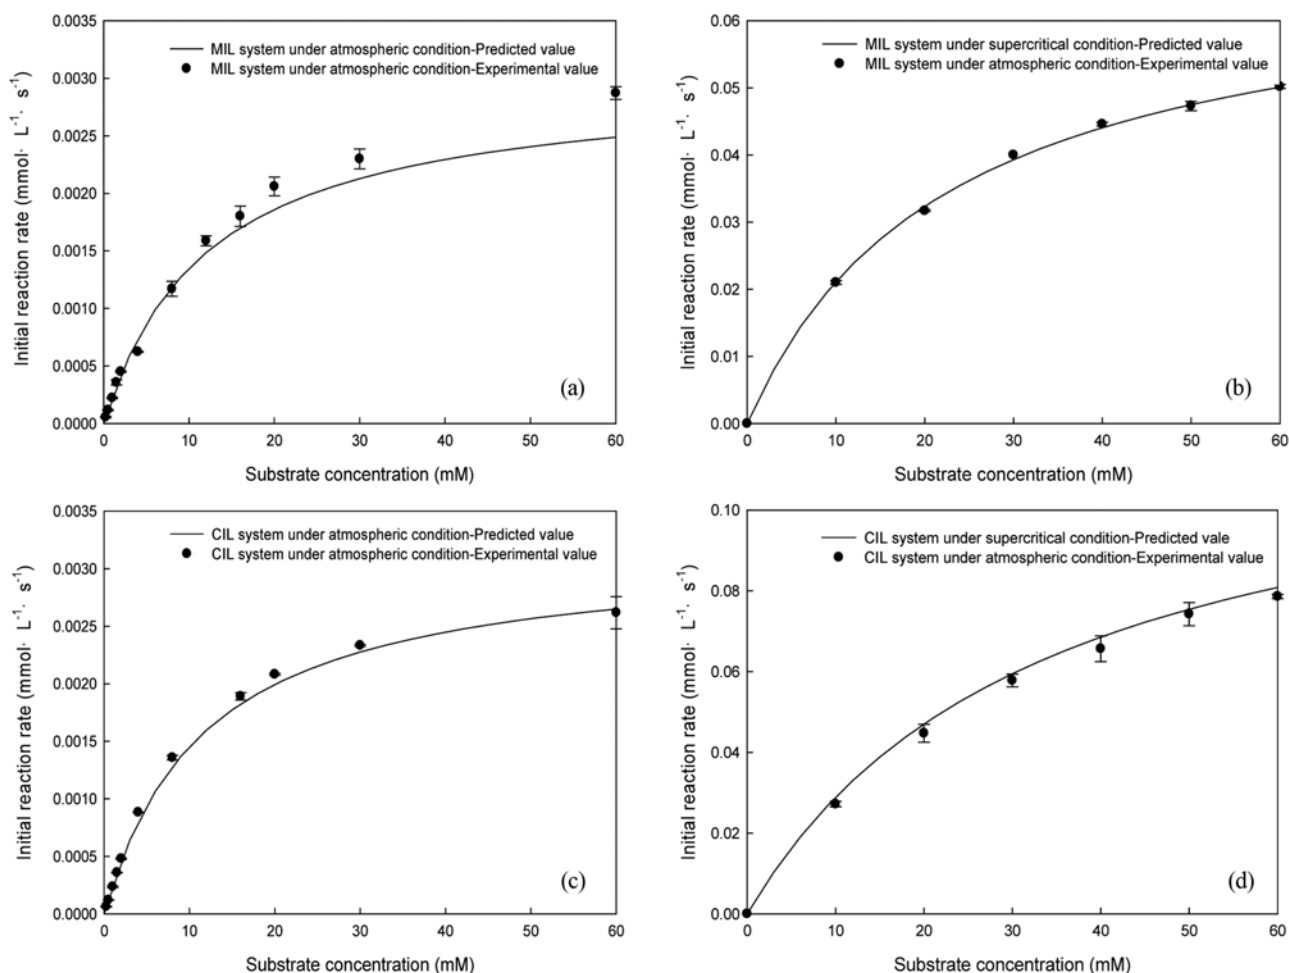 0.0035
0.0030
0.0025
0.0020
0.0015
0.0010
0.0005
0.0000
Initial reaction rate (mmol· L⁻¹· s⁻¹)
MIL system under atmospheric condition-Predicted value
MIL system under atmospheric condition-Experimental value
(a)
0 10 20 30 40 50 60
Substrate concentration (mM)
0.06
0.05
0.04
0.03
0.02
0.01
0.00
Initial reaction rate (mmol· L⁻¹· s⁻¹)
MIL system under supercritical condition-Predicted value
MIL system under atmospheric condition-Experimental value
(b)
0 10 20 30 40 50 60
Substrate concentration (mM)
0.0035
0.0030
0.0025
0.0020
0.0015
0.0010
0.0005
0.0000
Initial reaction rate (mmol· L⁻¹· s⁻¹)
CIL system under atmospheric condition-Predicted value
CIL system under atmospheric condition-Experimental value
(c)
0 10 20 30 40 50 60
Substrate concentration (mM)
0.10
0.08
0.06
0.04
0.02
0.00
Initial reaction rate (mmol· L⁻¹· s⁻¹)
CIL system under supercritical condition-Predicted vale
CIL system under atmospheric condition-Experimental value
(d)
0 10 20 30 40 50 60
Substrate concentration (mM)